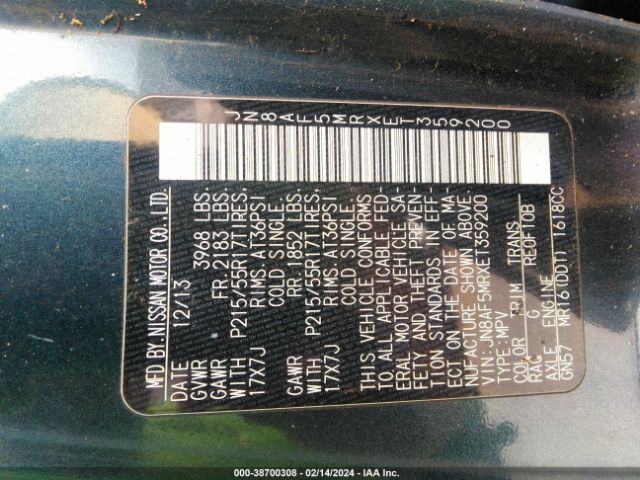 JN8AF5MRXET359200
MFD.BY.NISSAN MOTOR CO.,LTD.
DATE 12/13
GVWR 3968 LBS.
GAWR FR.2183 LBS.
WITH P215/55R17TIRES,
17X7J RIMS,AT36PSI
COLD SINGLE.
GAWR RR.1852 LBS.
WITH P215/55R17TIRES,
17X7J RIMS,AT36PSI
COLD SINGLE.
THIS VEHICLE CONFORMS
TO.ALL APPLICABLE FED-
ERAL MOTOR VEHICLE SA-
FETY AND THEFT PREVEN-
TION STANDARDS IN EFF-
ECT ON THE DATE OF MA-
NUFACTURE SHOWN ABOVE.
VIN:JN8AF5MRXET359200
TYPE:MPV
COLOR TRIM TRANS
RAC G RE0F10B
AXLE ENGINE
GN57 MR16(DDT) 1618CC
000-38700308 - 02/14/2024 - IAA Inc.